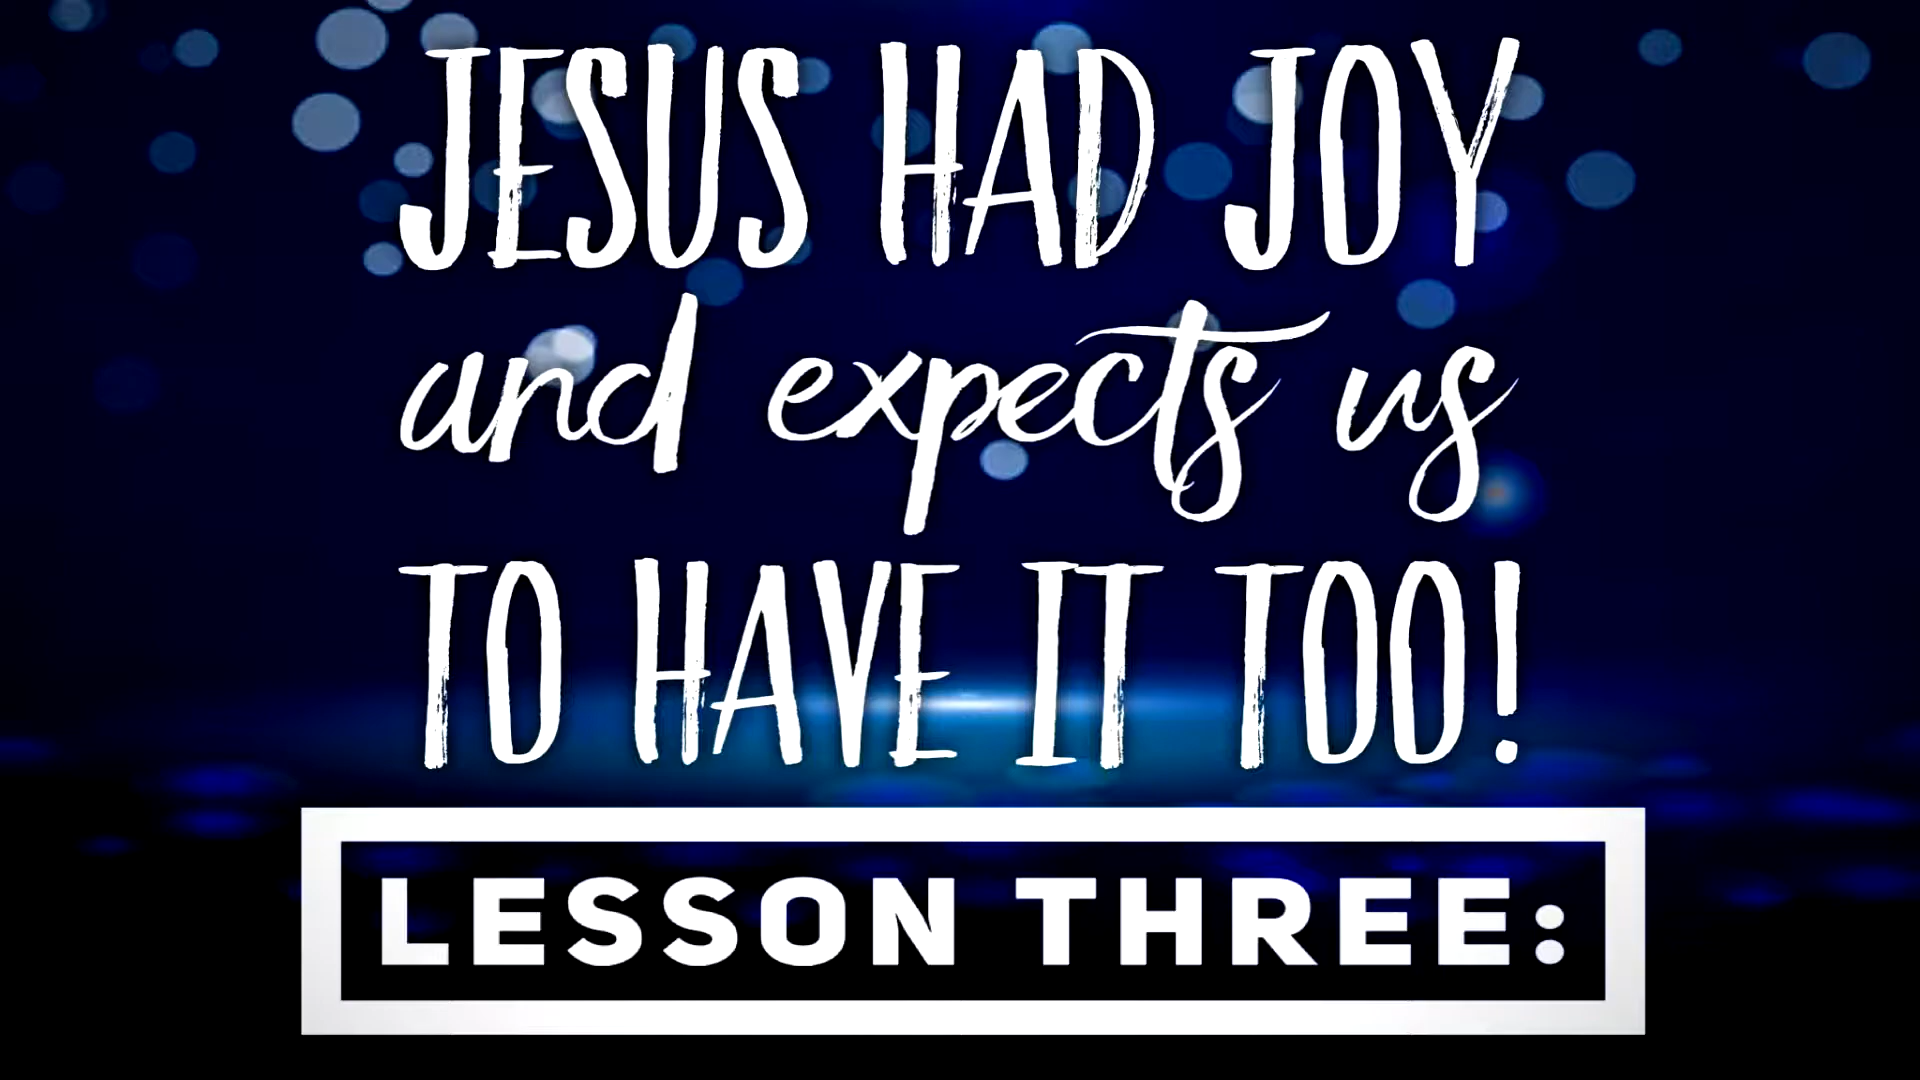 JESUS HAD JOY
and expects us
TO HAVE IT TOO!
LESSON THREE: